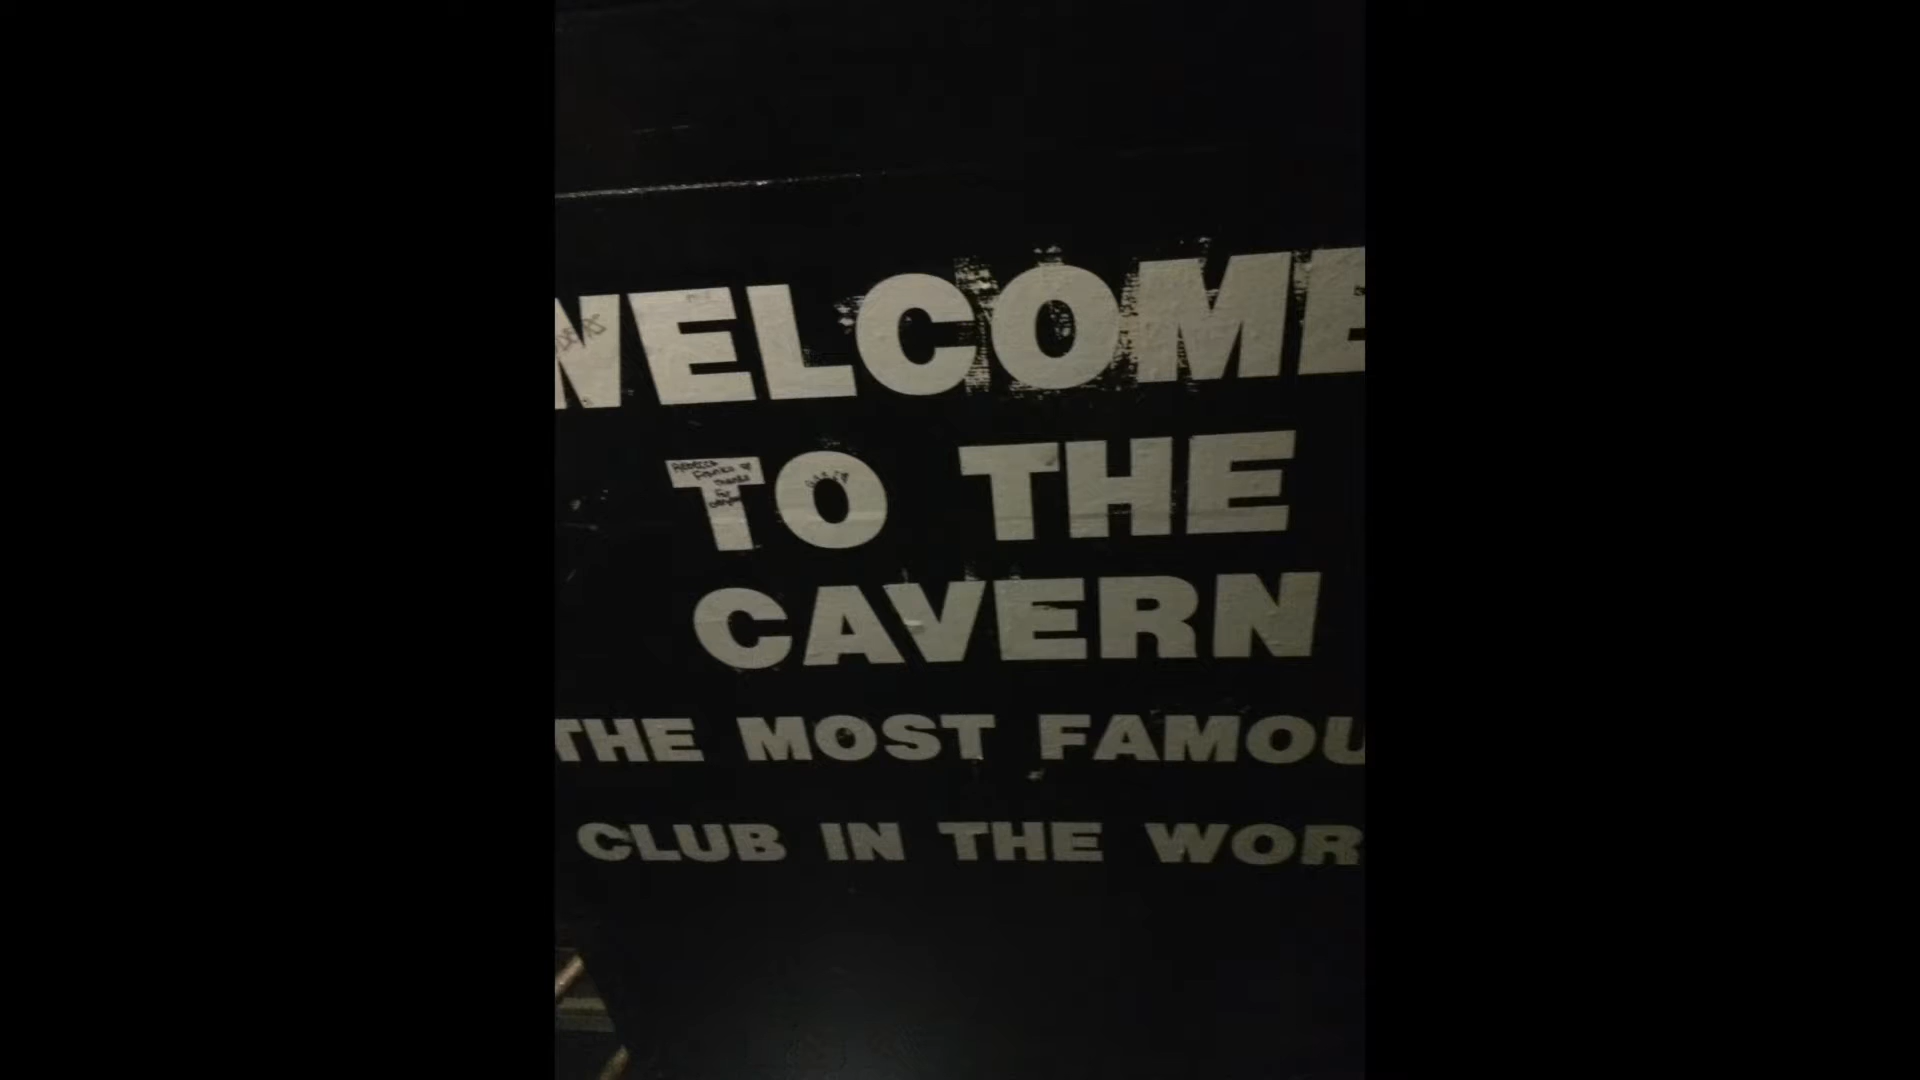 WELCOME
TO THE
CAVERN
THE MOST FAMOU
CLUB IN THE WOR